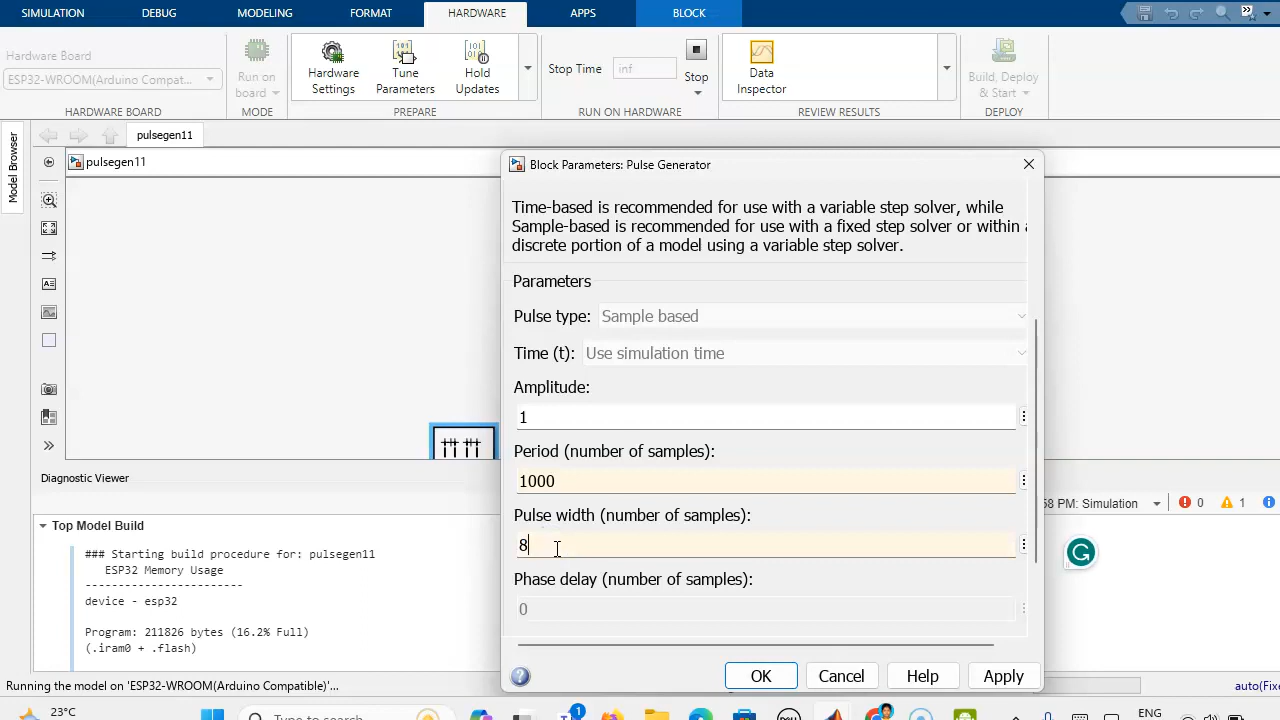 SIMULATION DEBUG MODELING FORMAT HARDWARE APPS BLOCK
Hardware Board
ESP32-WROOM(Arduino Compat...
Run on
board
Hardware
Settings
Tune
Parameters
Hold
Updates
Stop Time inf
Stop
Data
Inspector
Build, Deploy
& Start
HARDWARE BOARD MODE PREPARE RUN ON HARDWARE REVIEW RESULTS DEPLOY
Model Browser
pulsegen11
pulsegen11
Block Parameters: Pulse Generator
Time-based is recommended for use with a variable step solver, while
Sample-based is recommended for use with a fixed step solver or within a
discrete portion of a model using a variable step solver.
Parameters
Pulse type: Sample based
Time (t): Use simulation time
Amplitude:
1
Period (number of samples):
1000
Pulse width (number of samples):
8
Phase delay (number of samples):
0
OK Cancel Help Apply
Diagnostic Viewer
58 PM: Simulation 0 1
Top Model Build
### Starting build procedure for: pulsegen11
ESP32 Memory Usage
------------------------
device - esp32
Program: 211826 bytes (16.2% Full)
(.iram0 + .flash)
Running the model on 'ESP32-WROOM(Arduino Compatible)'...
auto(Fixe
23°C
1
ENG